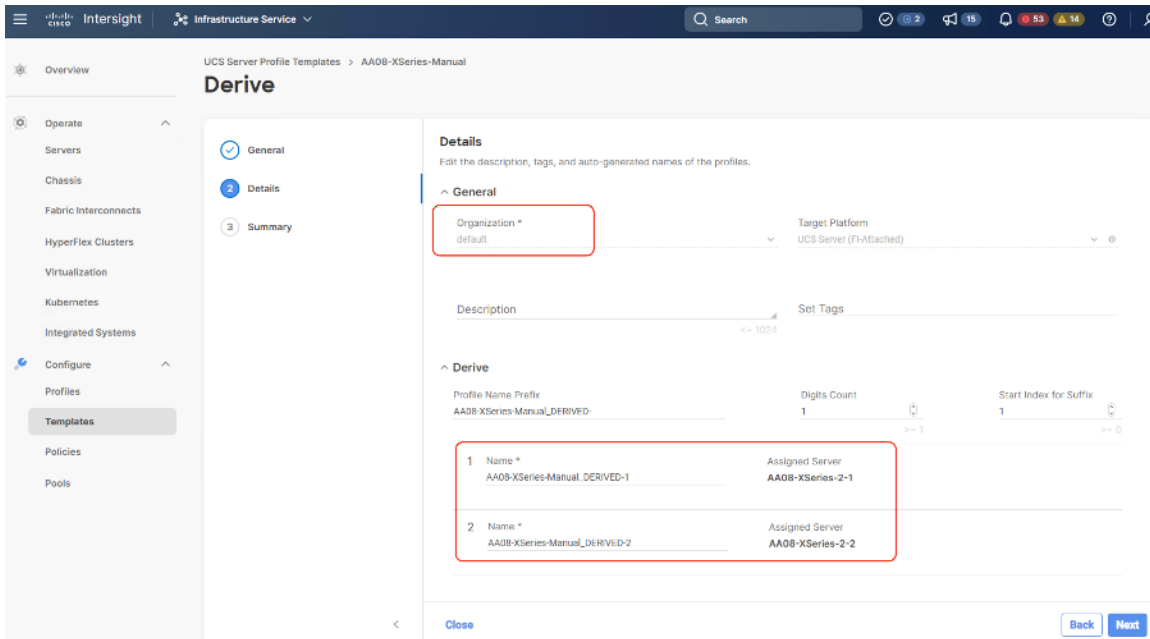 cisco Intersight Infrastructure Service Search 2 15 53 14
UCS Server Profile Templates > AA08-XSeries-Manual
Derive
Overview
Operate
Servers
Chassis
Fabric Interconnects
HyperFlex Clusters
Virtualization
Kubernetes
Integrated Systems
Configure
Profiles
Templates
Policies
Pools
General
2 Details
3 Summary
Details
Edit the description, tags, and auto-generated names of the profiles.
General
Organization * Target Platform
default UCS Server (FI-Attached)
Description Set Tags
<= 1024
Derive
Profile Name Prefix Digits Count Start Index for Suffix
AA08-XSeries-Manual_DERIVED- 1 1
>= 1 >= 0
1 Name * Assigned Server
AA08-XSeries-Manual_DERIVED-1 AA08-XSeries-2-1
2 Name * Assigned Server
AA08-XSeries-Manual_DERIVED-2 AA08-XSeries-2-2
< Close Back Next